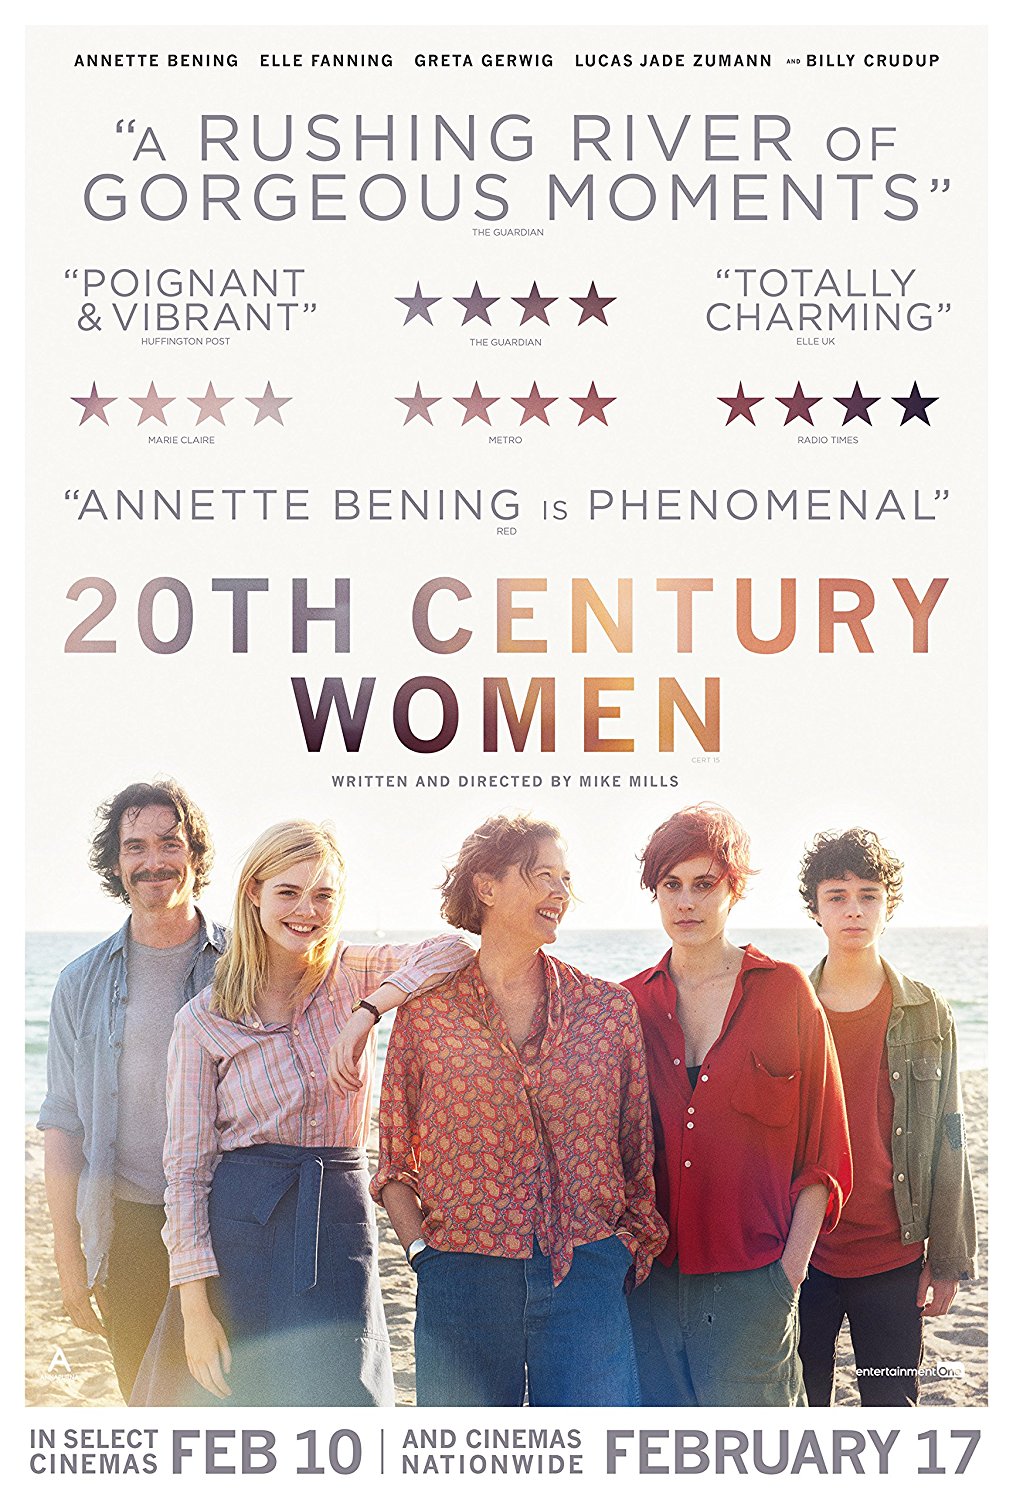 ANNETTE BENING ELLE FANNING GRETA GERWIG LUCAS JADE ZUMANN AND BILLY CRUDUP
“A RUSHING RIVER OF
GORGEOUS MOMENTS”
THE GUARDIAN
“POIGNANT
& VIBRANT”
HUFFINGTON POST
THE GUARDIAN
“TOTALLY
CHARMING”
ELLE UK
MARIE CLAIRE
METRO
RADIO TIMES
“ANNETTE BENING IS PHENOMENAL”
RED
20TH CENTURY
WOMEN
CERT 15
WRITTEN AND DIRECTED BY MIKE MILLS
A
entertainmentOne
IN SELECT
CINEMAS
FEB 10
AND CINEMAS
NATIONWIDE
FEBRUARY 17